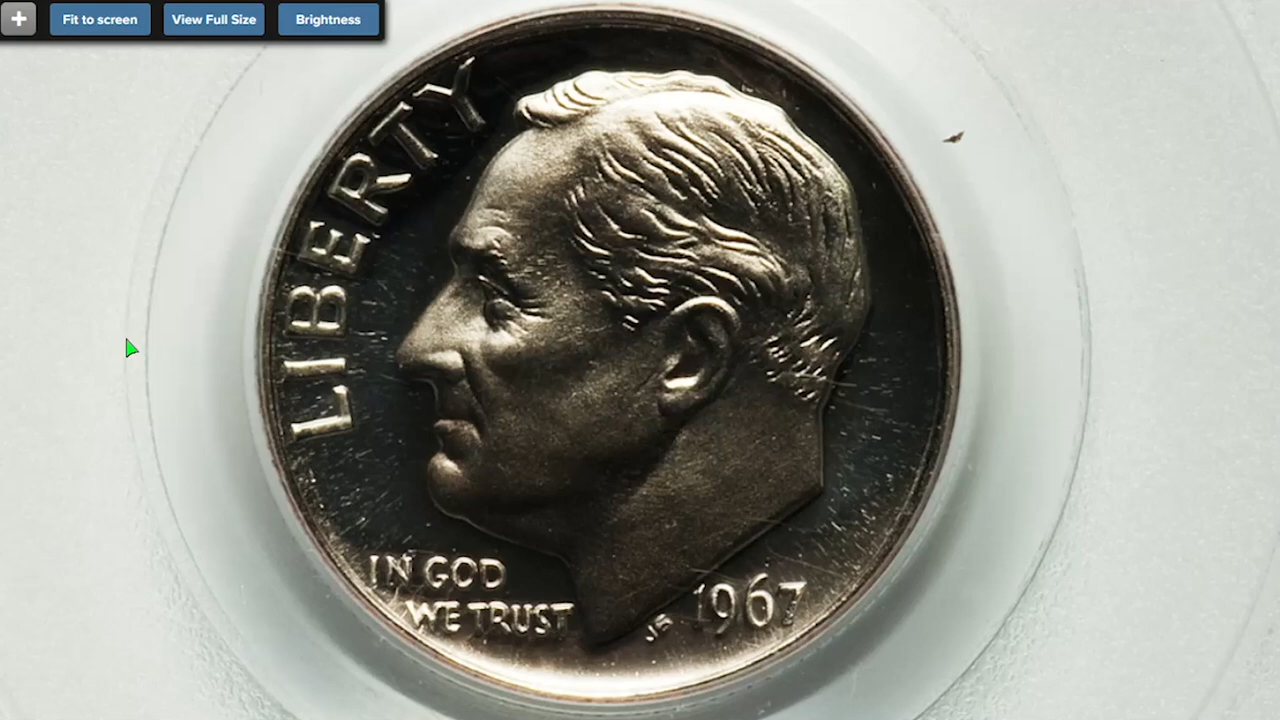 Fit to screen
View Full Size
Brightness
LIBERTY
IN GOD
WE TRUST
JS
1967